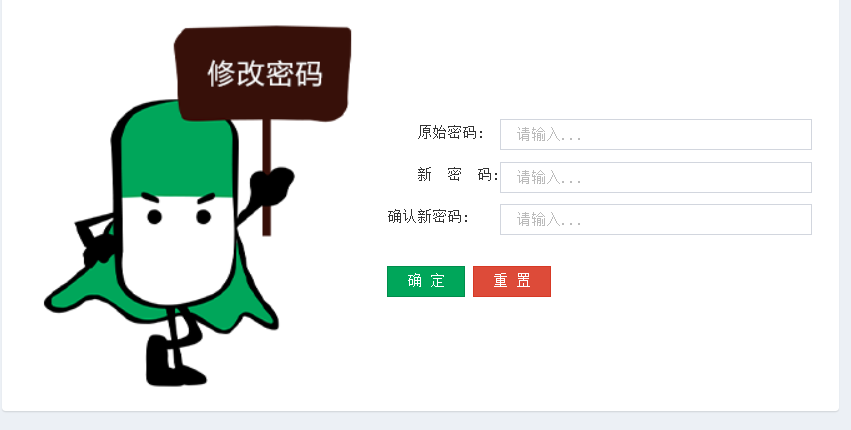 修改密码
原始密码： 请输入...
新　密　码： 请输入...
确认新密码： 请输入...
确 定 重 置